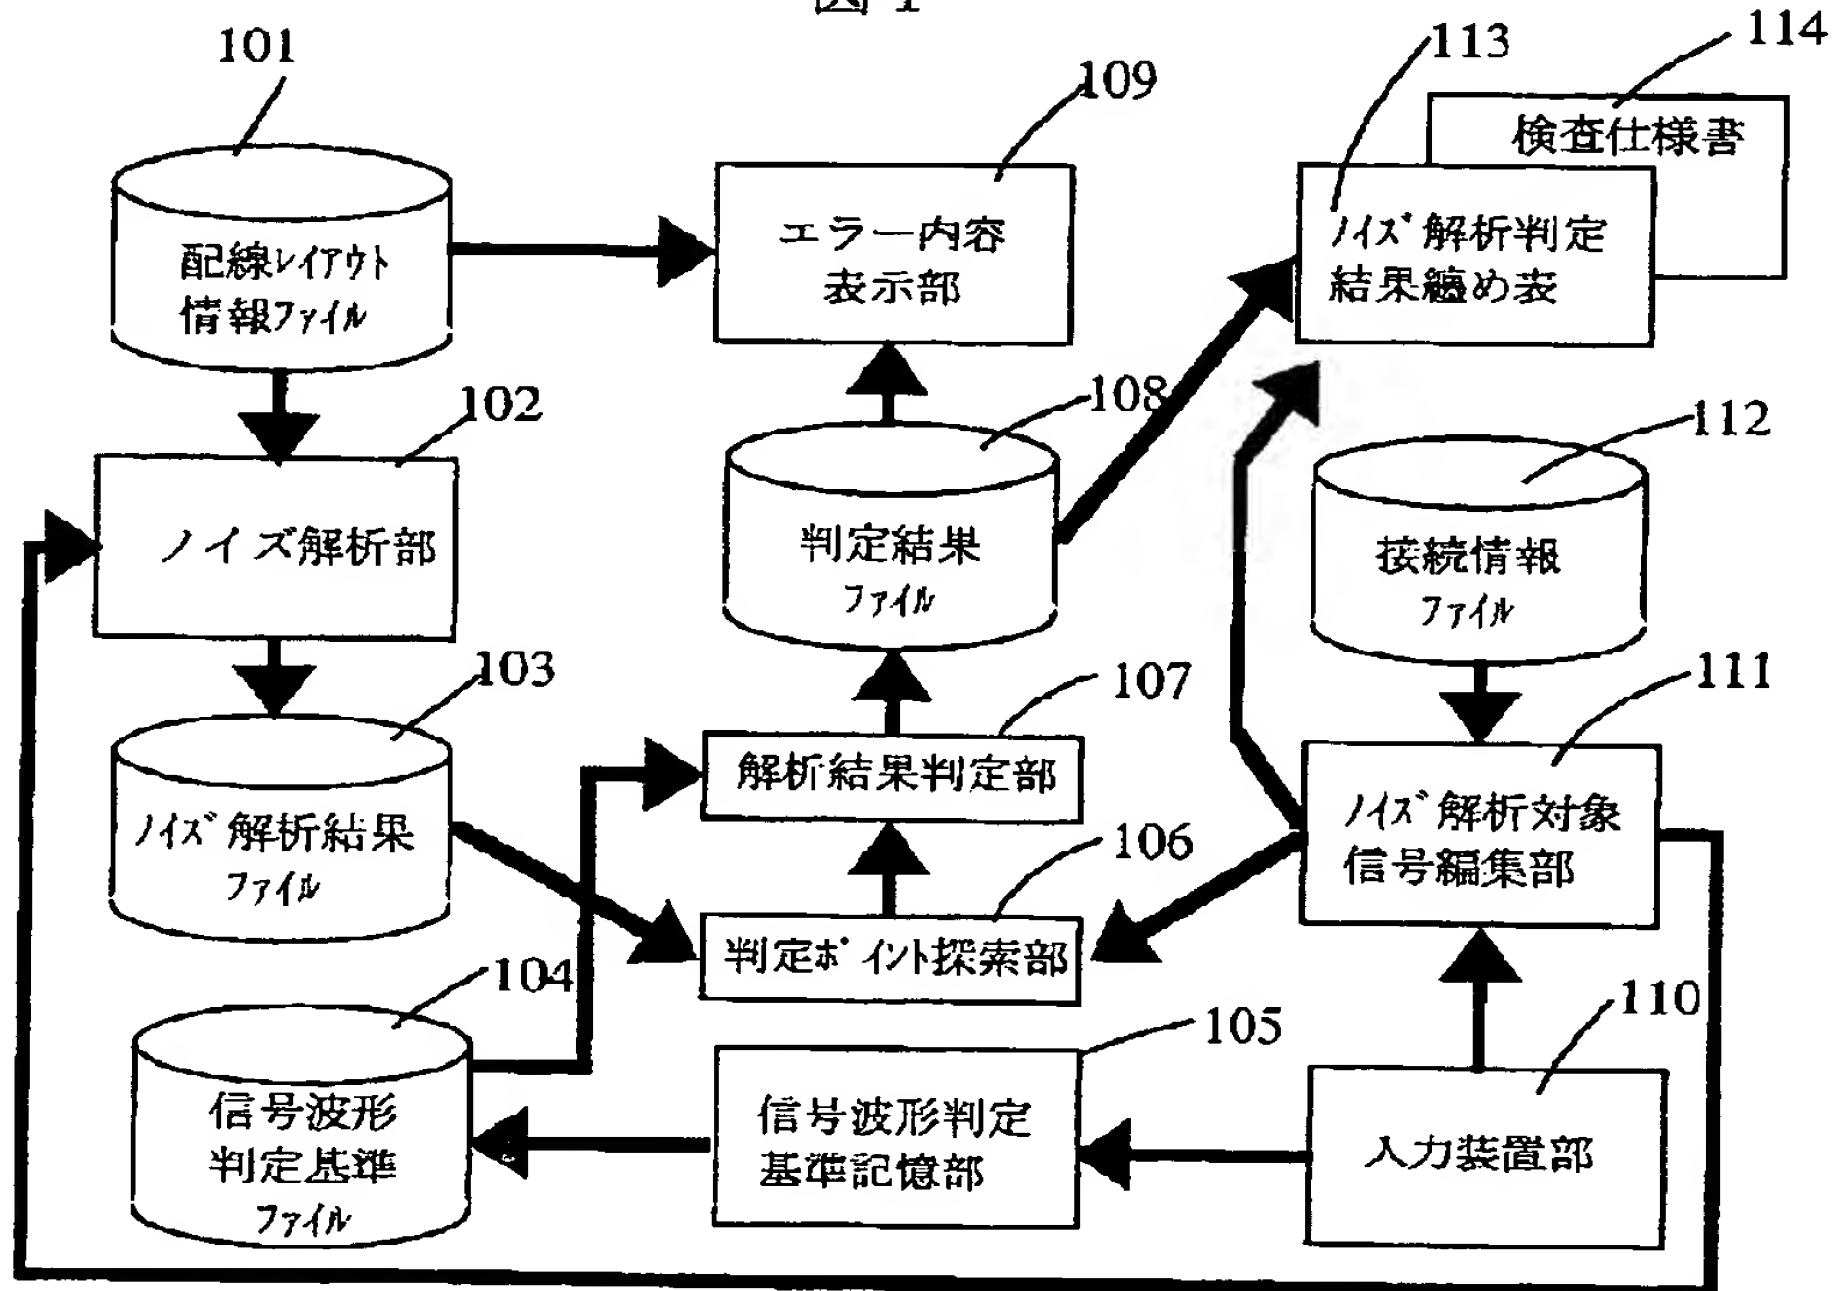 図1
101
109
113
114
検査仕様書
配線レイアウト
情報ファイル
エラー内容
表示部
ノイズ解析判定
結果纏め表
102
108
112
ノイズ解析部
判定結果
ファイル
接続情報
ファイル
103
107
111
ノイズ解析結果
ファイル
解析結果判定部
ノイズ解析対象
信号編集部
106
判定ポイント探索部
104
105
110
信号波形
判定基準
ファイル
信号波形判定
基準記憶部
入力装置部